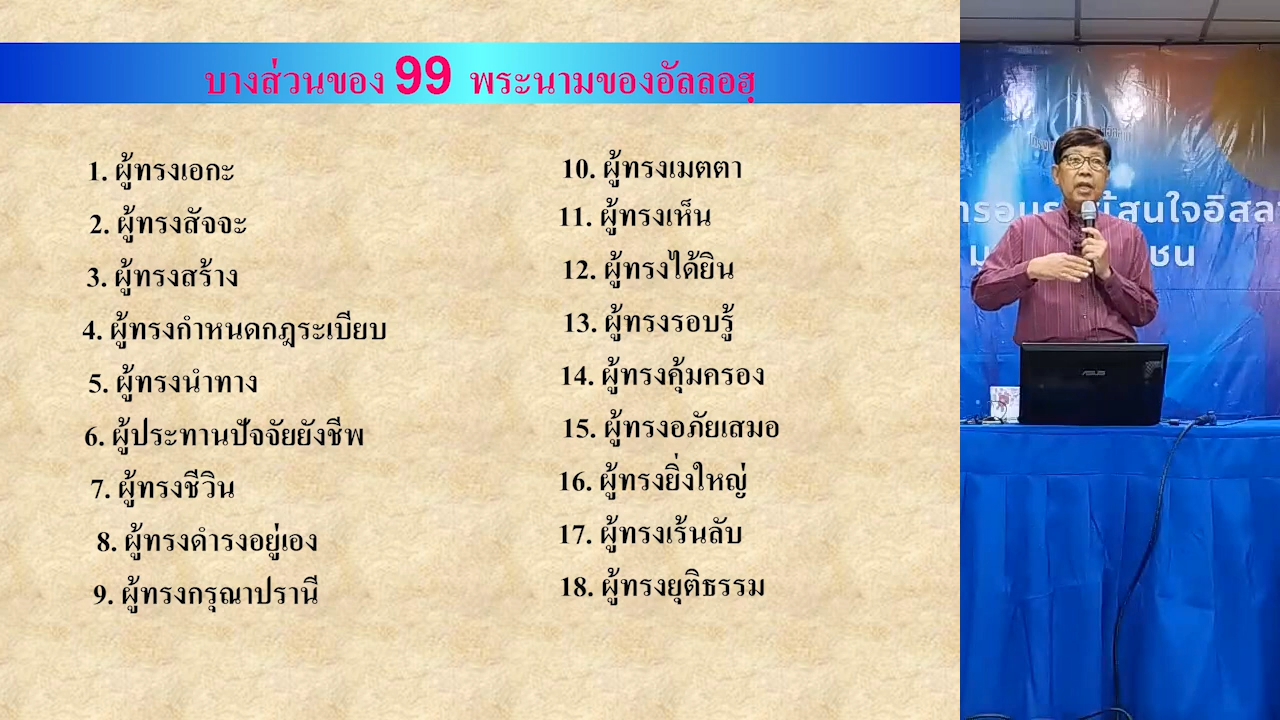 บางส่วนของ 99 พระนามของอัลลอฮฺ
1. ผู้ทรงเอกะ
2. ผู้ทรงสัจจะ
3. ผู้ทรงสร้าง
4. ผู้ทรงกำหนดกฎระเบียบ
5. ผู้ทรงนำทาง
6. ผู้ประทานปัจจัยยังชีพ
7. ผู้ทรงชีวิน
8. ผู้ทรงดำรงอยู่เอง
9. ผู้ทรงกรุณาปรานี
10. ผู้ทรงเมตตา
11. ผู้ทรงเห็น
12. ผู้ทรงได้ยิน
13. ผู้ทรงรอบรู้
14. ผู้ทรงคุ้มครอง
15. ผู้ทรงอภัยเสมอ
16. ผู้ทรงยิ่งใหญ่
17. ผู้ทรงเร้นลับ
18. ผู้ทรงยุติธรรม
สนใจอิสล
ชน
ASUS